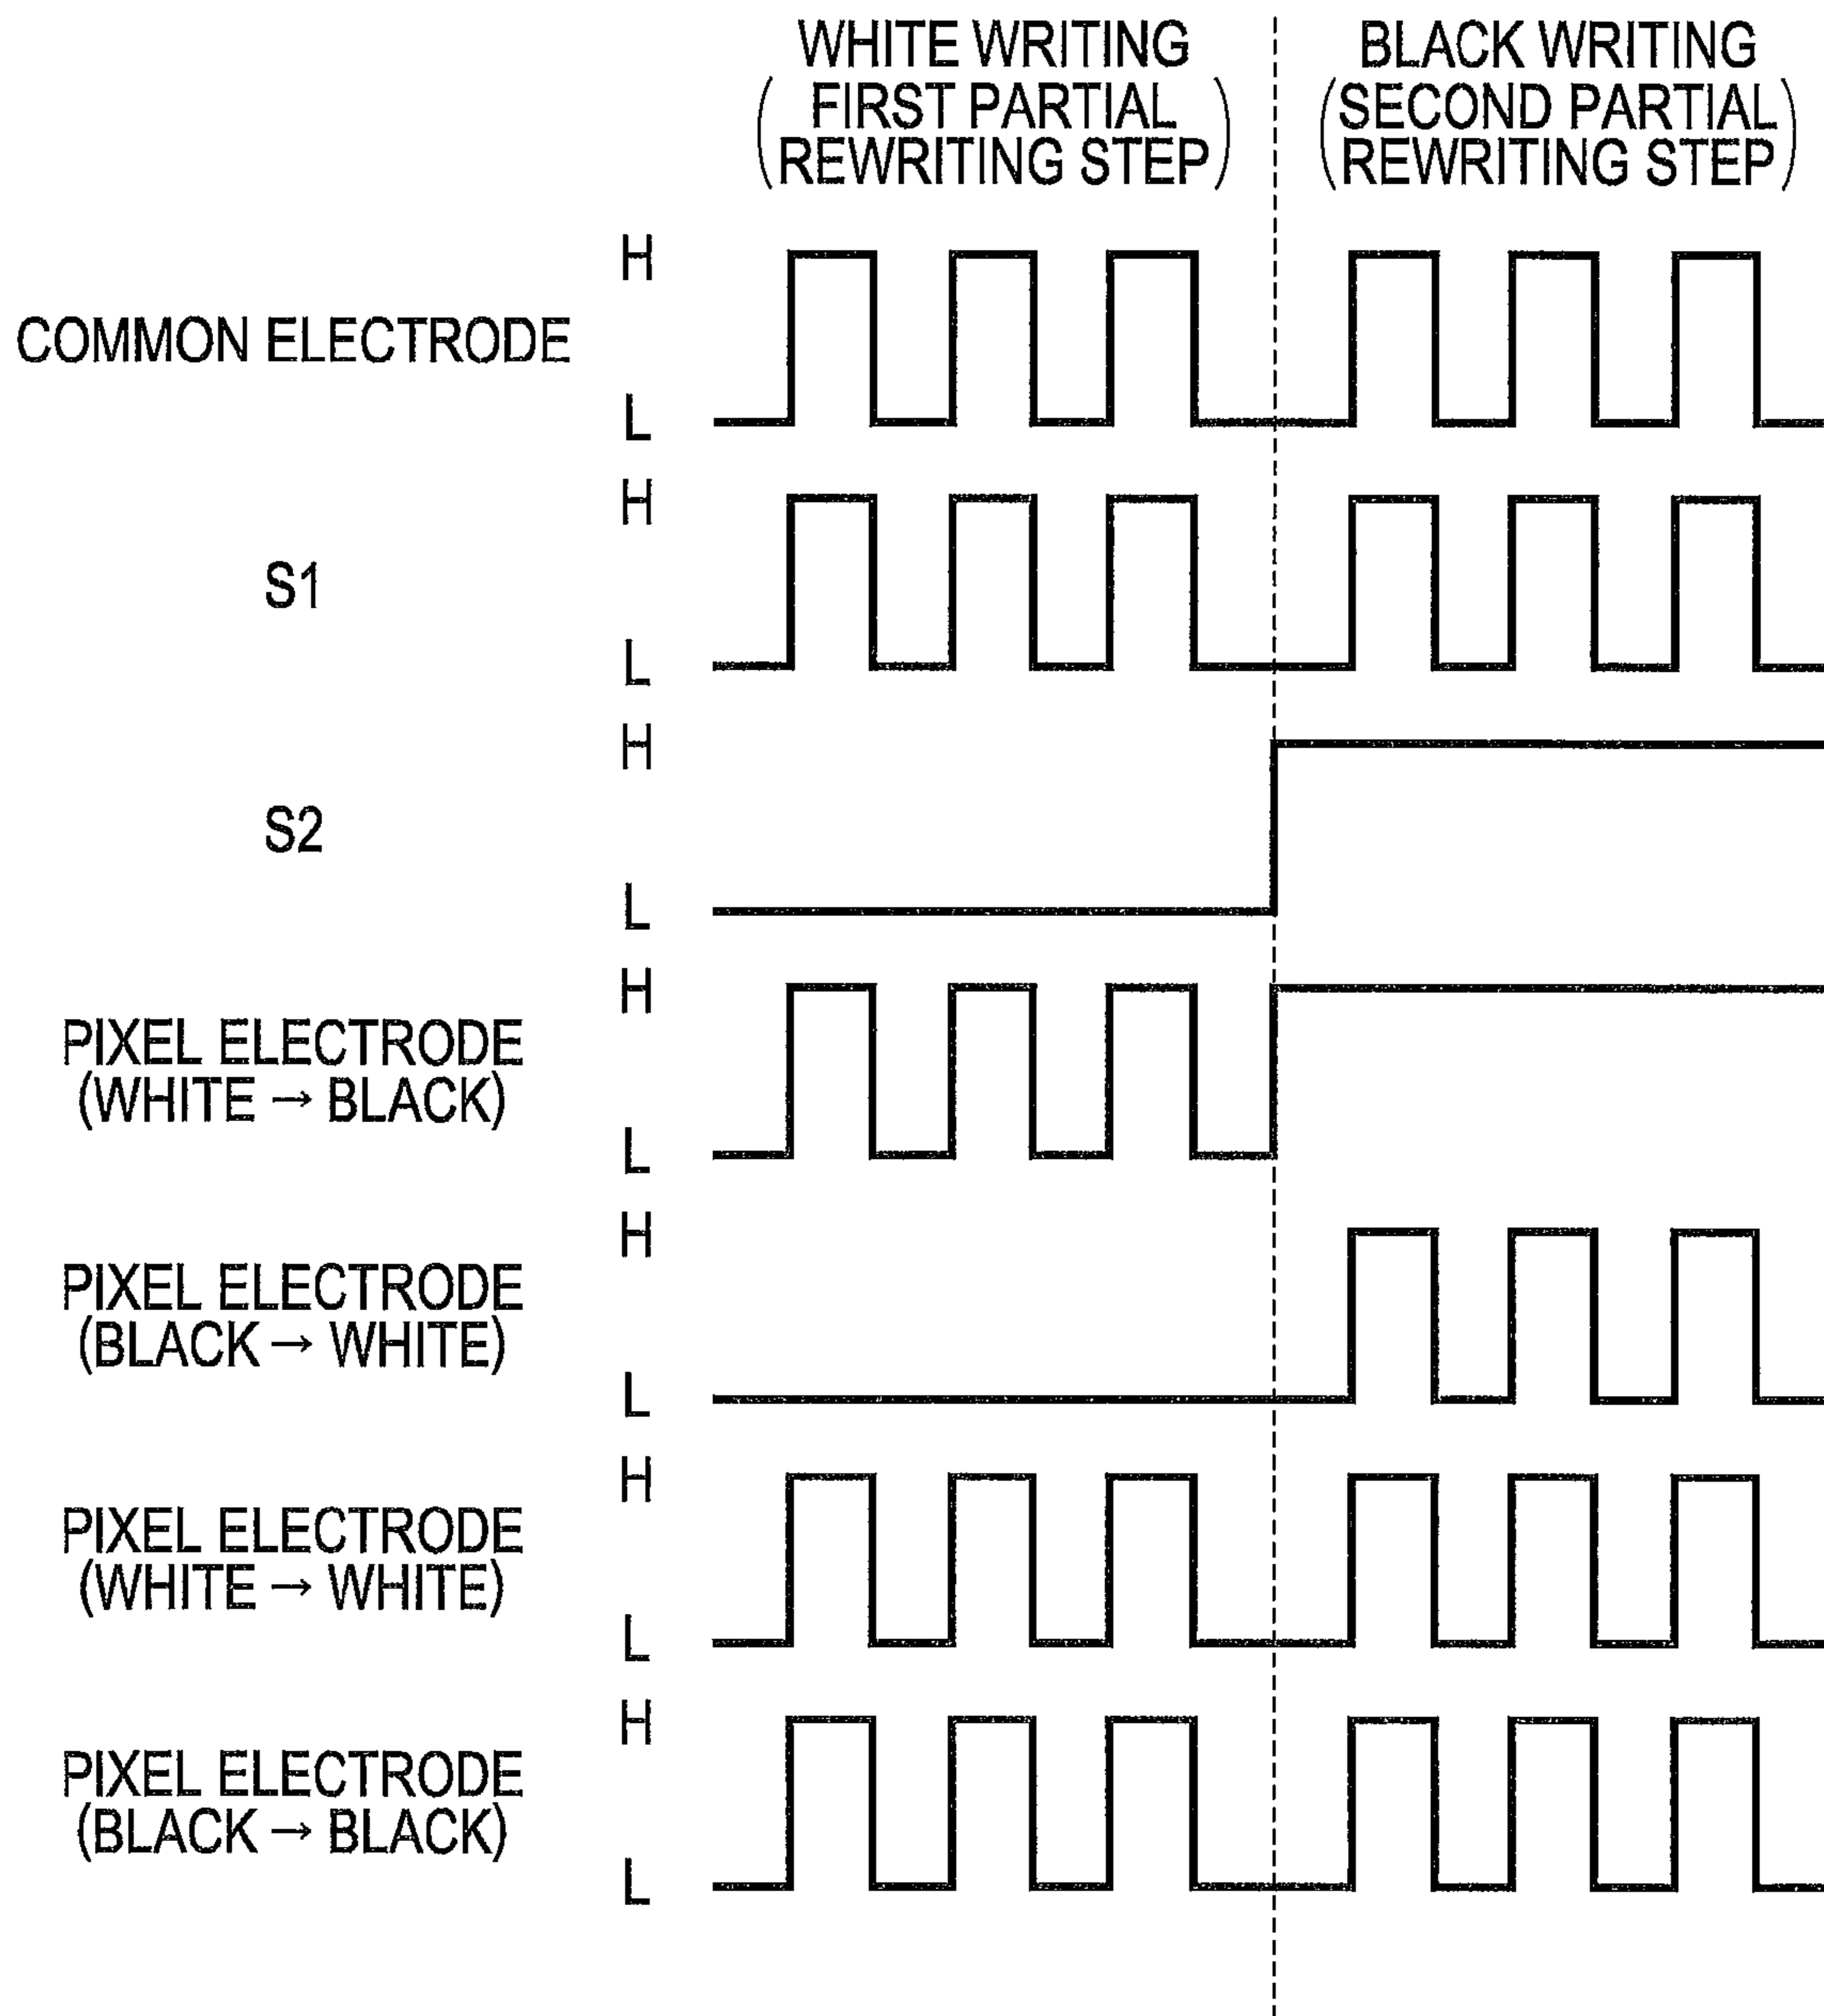 WHITE WRITING
(FIRST PARTIAL
REWRITING STEP)
BLACK WRITING
(SECOND PARTIAL
REWRITING STEP)
COMMON ELECTRODE
H
L
S1
H
L
S2
H
L
PIXEL ELECTRODE
(WHITE → BLACK)
H
L
PIXEL ELECTRODE
(BLACK → WHITE)
H
L
PIXEL ELECTRODE
(WHITE → WHITE)
H
L
PIXEL ELECTRODE
(BLACK → BLACK)
H
L